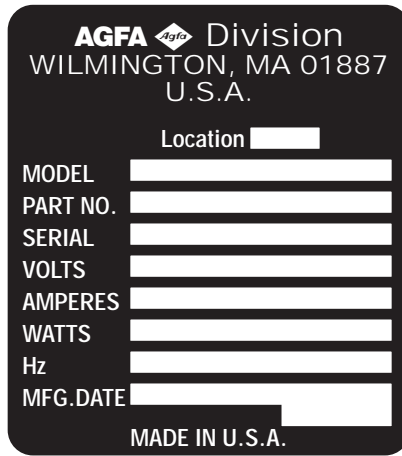 AGFA Agfa Division
WILMINGTON, MA 01887
U.S.A.
Location
MODEL
PART NO.
SERIAL
VOLTS
AMPERES
WATTS
Hz
MFG.DATE
MADE IN U.S.A.